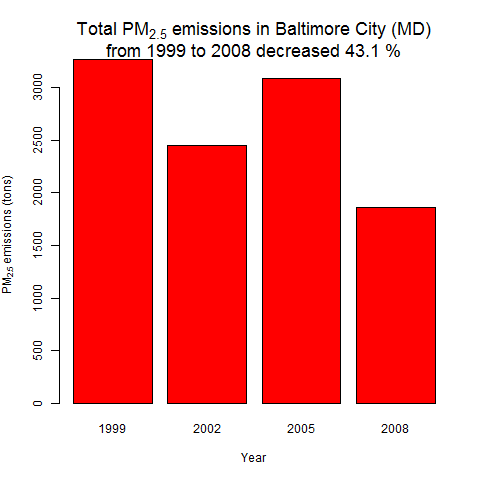 Total PM2.5 emissions in Baltimore City (MD)
from 1999 to 2008 decreased 43.1 %
PM2.5 emissions (tons)
3000
2500
2000
1500
1000
500
0
1999 2002 2005 2008
Year